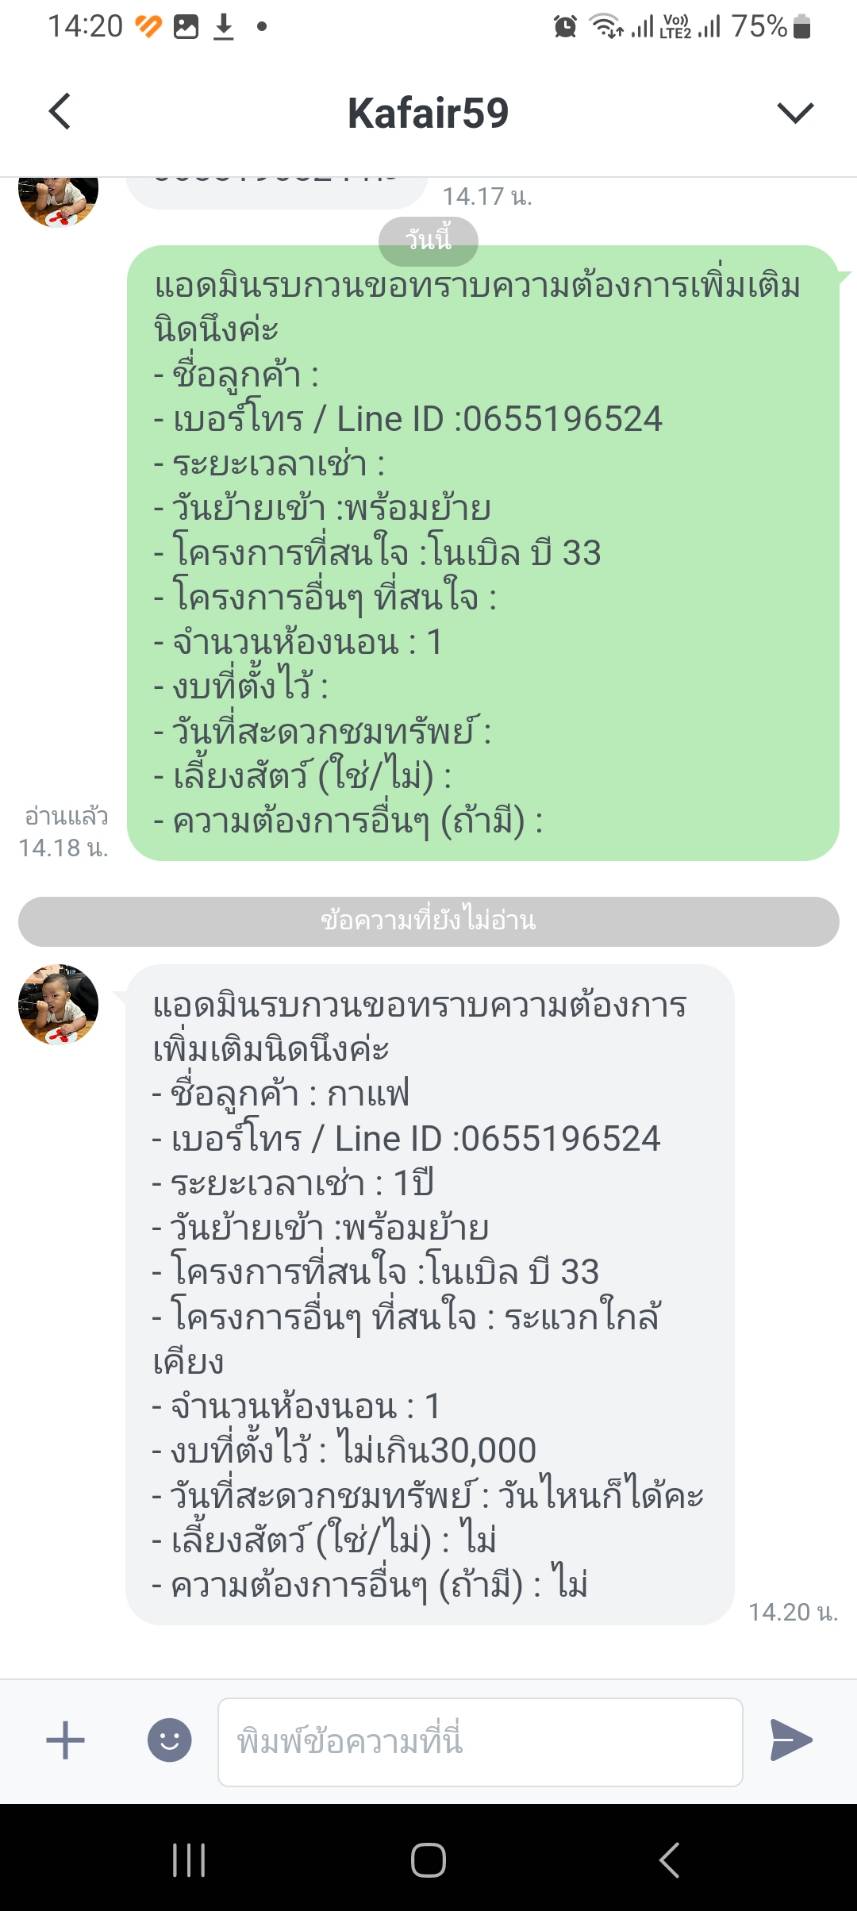 14:20
Vo))
LTE2
75%
Kafair59
14.17 น.
วันนี้
แอดมินรบกวนขอทราบความต้องการเพิ่มเติม
นิดนึงค่ะ
- ชื่อลูกค้า :
- เบอร์โทร / Line ID :0655196524
- ระยะเวลาเช่า :
- วันย้ายเข้า :พร้อมย้าย
- โครงการที่สนใจ :โนเบิล บี 33
- โครงการอื่นๆ ที่สนใจ :
- จำนวนห้องนอน : 1
- งบที่ตั้งไว้ :
- วันที่สะดวกชมทรัพย์ :
- เลี้ยงสัตว์ (ใช่/ไม่) :
- ความต้องการอื่นๆ (ถ้ามี) :
อ่านแล้ว
14.18 น.
ข้อความที่ยังไม่อ่าน
แอดมินรบกวนขอทราบความต้องการ
เพิ่มเติมนิดนึงค่ะ
- ชื่อลูกค้า : กาแฟ
- เบอร์โทร / Line ID :0655196524
- ระยะเวลาเช่า : 1ปี
- วันย้ายเข้า :พร้อมย้าย
- โครงการที่สนใจ :โนเบิล บี 33
- โครงการอื่นๆ ที่สนใจ : ระแวกใกล้
เคียง
- จำนวนห้องนอน : 1
- งบที่ตั้งไว้ : ไม่เกิน30,000
- วันที่สะดวกชมทรัพย์ : วันไหนก็ได้คะ
- เลี้ยงสัตว์ (ใช่/ไม่) : ไม่
- ความต้องการอื่นๆ (ถ้ามี) : ไม่
14.20 น.
พิมพ์ข้อความที่นี่